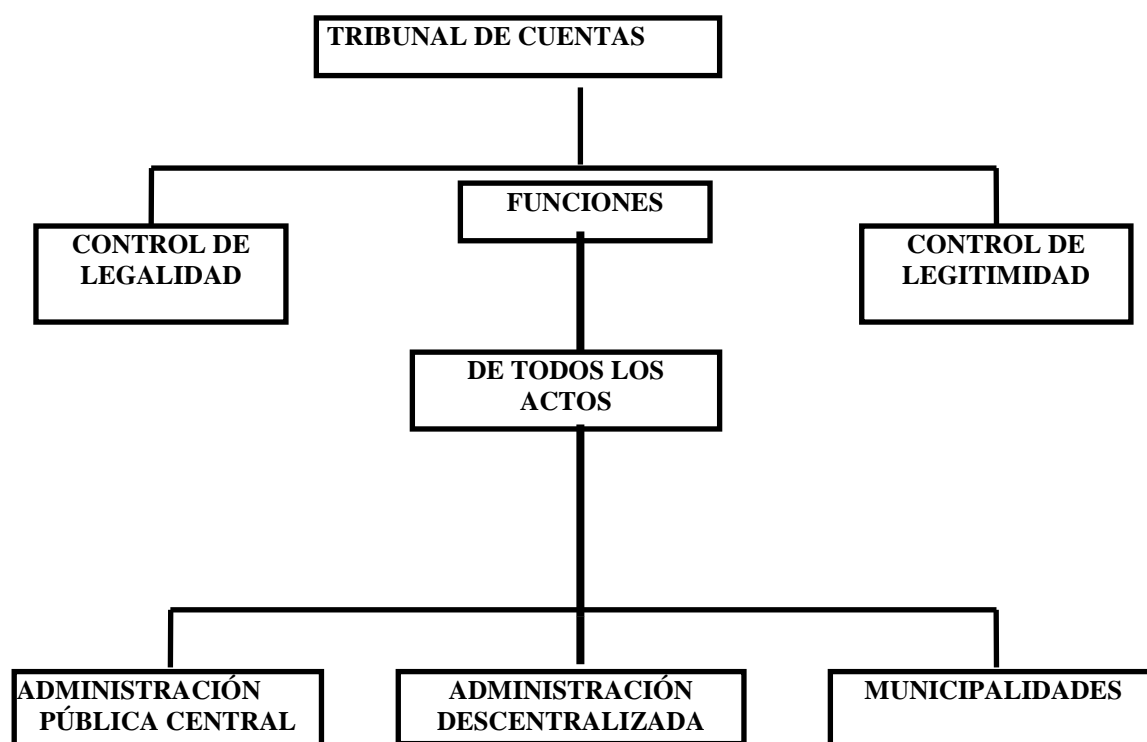 TRIBUNAL DE CUENTAS
FUNCIONES
CONTROL DE
LEGALIDAD
CONTROL DE
LEGITIMIDAD
DE TODOS LOS
ACTOS
ADMINISTRACIÓN
PÚBLICA CENTRAL
ADMINISTRACIÓN
DESCENTRALIZADA
MUNICIPALIDADES